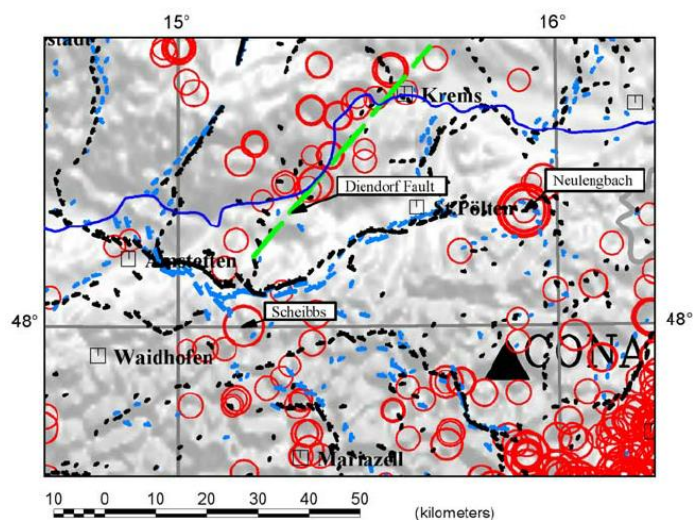 15° 16°
48° 48°
Krems
Diendorf Fault
Neulengbach
St.Pölten
Amstetten
Scheibbs
Waidhofen
CONA
Mariazell
10 0 10 20 30 40 50 (kilometers)